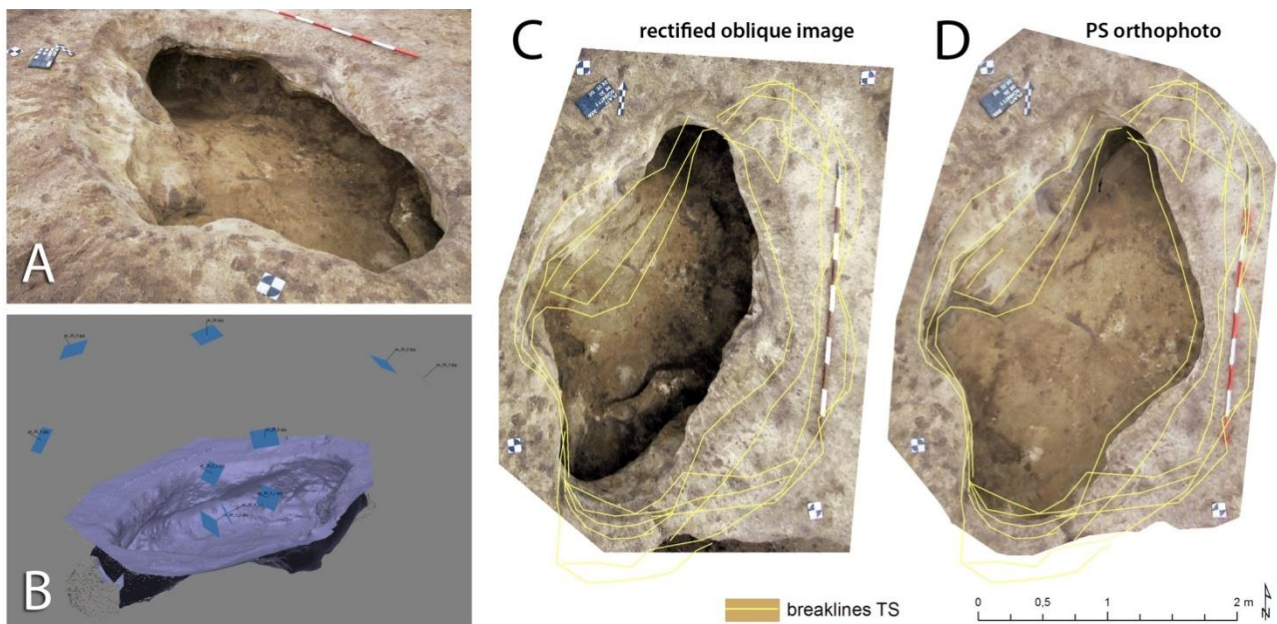 A
B
C
rectified oblique image
D
PS orthophoto
breaklines TS
0
0,5
1
2 m